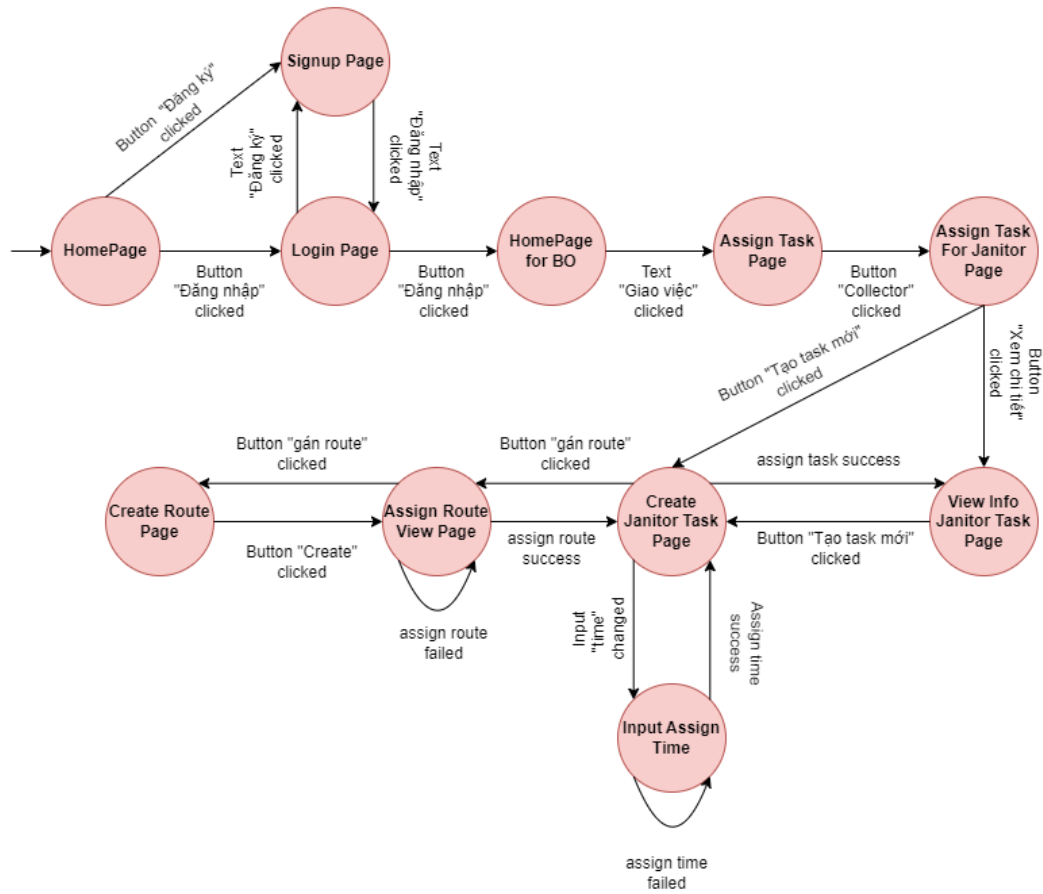 Signup Page
Button "Đăng ký"
clicked
Text
"Đăng ký"
clicked
Text
"Đăng nhập"
clicked
HomePage
Button
"Đăng nhập"
clicked
Login Page
Button
"Đăng nhập"
clicked
HomePage
for BO
Text
"Giao việc"
clicked
Assign Task
Page
Button
"Collector"
clicked
Assign Task
For Janitor
Page
Button "Tạo task mới"
clicked
Button
"Xem chi tiết"
clicked
Button "gán route"
clicked
Button "gán route"
clicked
assign task success
Create Route
Page
Button "Create"
clicked
Assign Route
View Page
assign route
success
Create
Janitor Task
Page
Button "Tạo task mới"
clicked
View Info
Janitor Task
Page
assign route
failed
Input
"time"
changed
Assign time
success
Input Assign
Time
assign time
failed